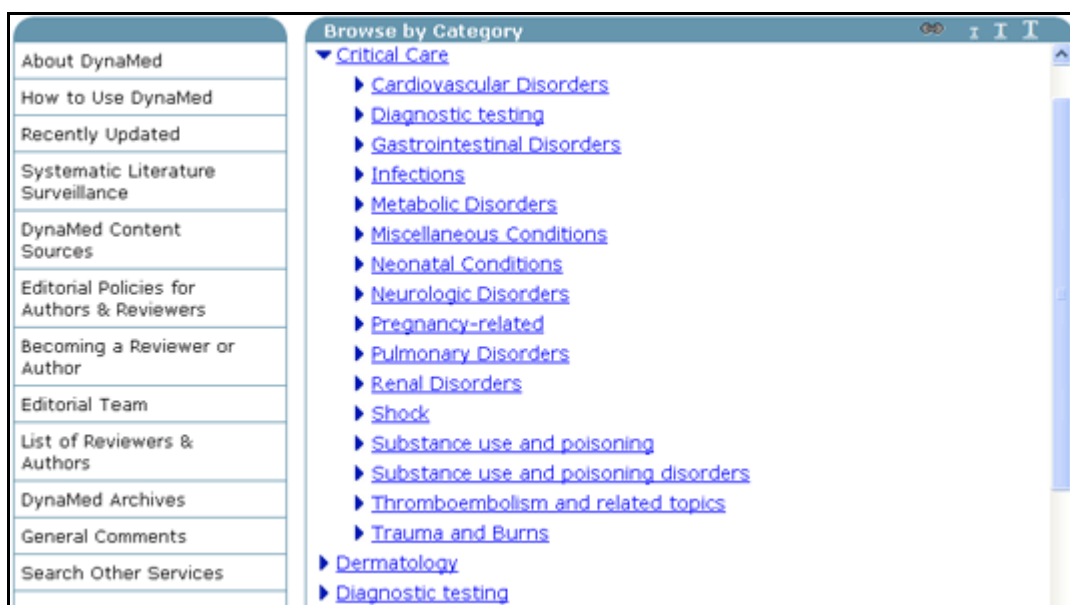 About DynaMed
How to Use DynaMed
Recently Updated
Systematic Literature
Surveillance
DynaMed Content
Sources
Editorial Policies for
Authors & Reviewers
Becoming a Reviewer or
Author
Editorial Team
List of Reviewers &
Authors
DynaMed Archives
General Comments
Search Other Services
Browse by Category
T T T
Critical Care
Cardiovascular Disorders
Diagnostic testing
Gastrointestinal Disorders
Infections
Metabolic Disorders
Miscellaneous Conditions
Neonatal Conditions
Neurologic Disorders
Pregnancy-related
Pulmonary Disorders
Renal Disorders
Shock
Substance use and poisoning
Substance use and poisoning disorders
Thromboembolism and related topics
Trauma and Burns
Dermatology
Diagnostic testing